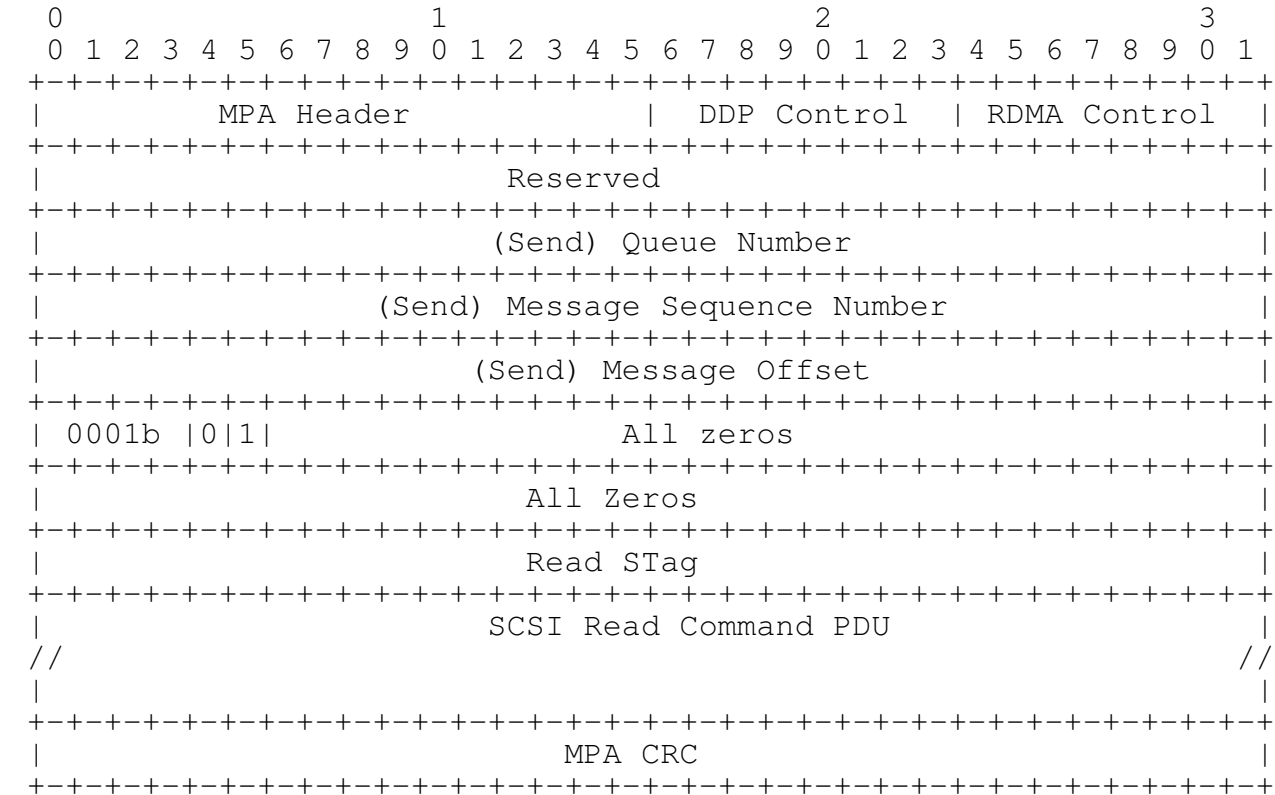 0                   1                   2                   3
 0 1 2 3 4 5 6 7 8 9 0 1 2 3 4 5 6 7 8 9 0 1 2 3 4 5 6 7 8 9 0 1
+-+-+-+-+-+-+-+-+-+-+-+-+-+-+-+-+-+-+-+-+-+-+-+-+-+-+-+-+-+-+-+-+
|         MPA Header            |  DDP Control  | RDMA Control  |
+-+-+-+-+-+-+-+-+-+-+-+-+-+-+-+-+-+-+-+-+-+-+-+-+-+-+-+-+-+-+-+-+
|                        Reserved                               |
+-+-+-+-+-+-+-+-+-+-+-+-+-+-+-+-+-+-+-+-+-+-+-+-+-+-+-+-+-+-+-+-+
|                       (Send) Queue Number                     |
+-+-+-+-+-+-+-+-+-+-+-+-+-+-+-+-+-+-+-+-+-+-+-+-+-+-+-+-+-+-+-+-+
|                 (Send) Message Sequence Number                |
+-+-+-+-+-+-+-+-+-+-+-+-+-+-+-+-+-+-+-+-+-+-+-+-+-+-+-+-+-+-+-+-+
|                      (Send) Message Offset                    |
+-+-+-+-+-+-+-+-+-+-+-+-+-+-+-+-+-+-+-+-+-+-+-+-+-+-+-+-+-+-+-+-+
| 0001b |0|1|                  All zeros                        |
+-+-+-+-+-+-+-+-+-+-+-+-+-+-+-+-+-+-+-+-+-+-+-+-+-+-+-+-+-+-+-+-+
|                         All Zeros                             |
+-+-+-+-+-+-+-+-+-+-+-+-+-+-+-+-+-+-+-+-+-+-+-+-+-+-+-+-+-+-+-+-+
|                         Read STag                             |
+-+-+-+-+-+-+-+-+-+-+-+-+-+-+-+-+-+-+-+-+-+-+-+-+-+-+-+-+-+-+-+-+
|                       SCSI Read Command PDU                   |
//                                                             //
|                                                               |
+-+-+-+-+-+-+-+-+-+-+-+-+-+-+-+-+-+-+-+-+-+-+-+-+-+-+-+-+-+-+-+-+
|                           MPA CRC                             |
+-+-+-+-+-+-+-+-+-+-+-+-+-+-+-+-+-+-+-+-+-+-+-+-+-+-+-+-+-+-+-+-+